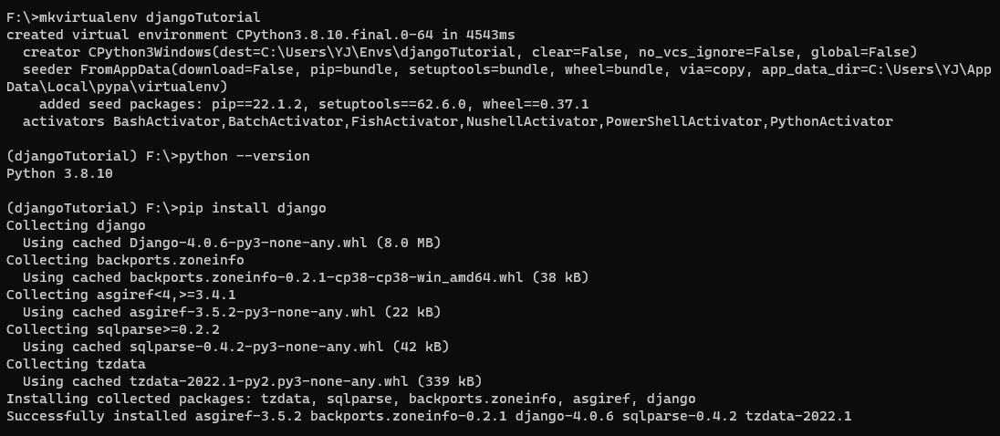 F:\>mkvirtualenv djangoTutorial
created virtual environment CPython3.8.10.final.0-64 in 4543ms
  creator CPython3Windows(dest=C:\Users\YJ\Envs\djangoTutorial, clear=False, no_vcs_ignore=False, global=False)
  seeder FromAppData(download=False, pip=bundle, setuptools=bundle, wheel=bundle, via=copy, app_data_dir=C:\Users\YJ\App
Data\Local\pypa\virtualenv)
    added seed packages: pip==22.1.2, setuptools==62.6.0, wheel==0.37.1
  activators BashActivator,BatchActivator,FishActivator,NushellActivator,PowerShellActivator,PythonActivator

(djangoTutorial) F:\>python --version
Python 3.8.10

(djangoTutorial) F:\>pip install django
Collecting django
  Using cached Django-4.0.6-py3-none-any.whl (8.0 MB)
Collecting backports.zoneinfo
  Using cached backports.zoneinfo-0.2.1-cp38-cp38-win_amd64.whl (38 kB)
Collecting asgiref<4,>=3.4.1
  Using cached asgiref-3.5.2-py3-none-any.whl (22 kB)
Collecting sqlparse>=0.2.2
  Using cached sqlparse-0.4.2-py3-none-any.whl (42 kB)
Collecting tzdata
  Using cached tzdata-2022.1-py2.py3-none-any.whl (339 kB)
Installing collected packages: tzdata, sqlparse, backports.zoneinfo, asgiref, django
Successfully installed asgiref-3.5.2 backports.zoneinfo-0.2.1 django-4.0.6 sqlparse-0.4.2 tzdata-2022.1